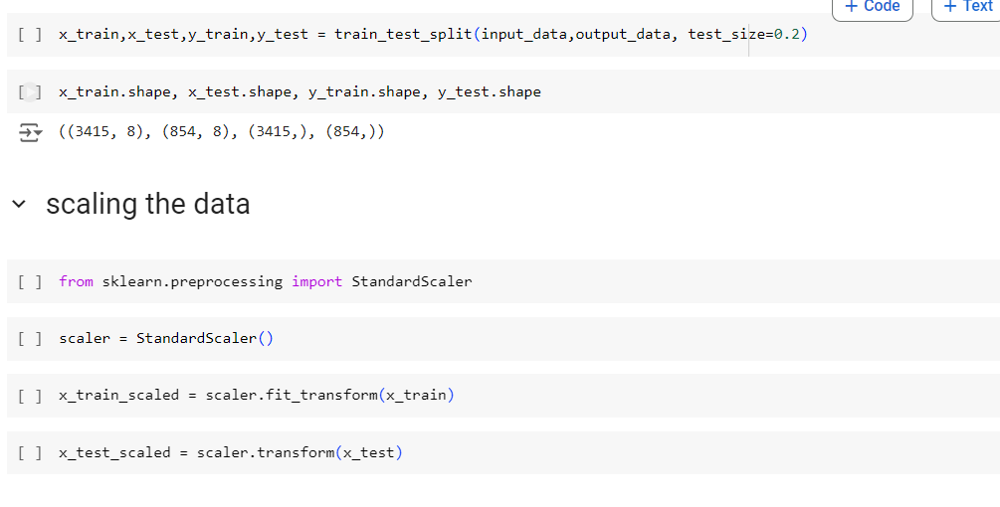 + Code + Text
[ ] x_train,x_test,y_train,y_test = train_test_split(input_data,output_data, test_size=0.2)
[ ] x_train.shape, x_test.shape, y_train.shape, y_test.shape
((3415, 8), (854, 8), (3415,), (854,))
scaling the data
[ ] from sklearn.preprocessing import StandardScaler
[ ] scaler = StandardScaler()
[ ] x_train_scaled = scaler.fit_transform(x_train)
[ ] x_test_scaled = scaler.transform(x_test)